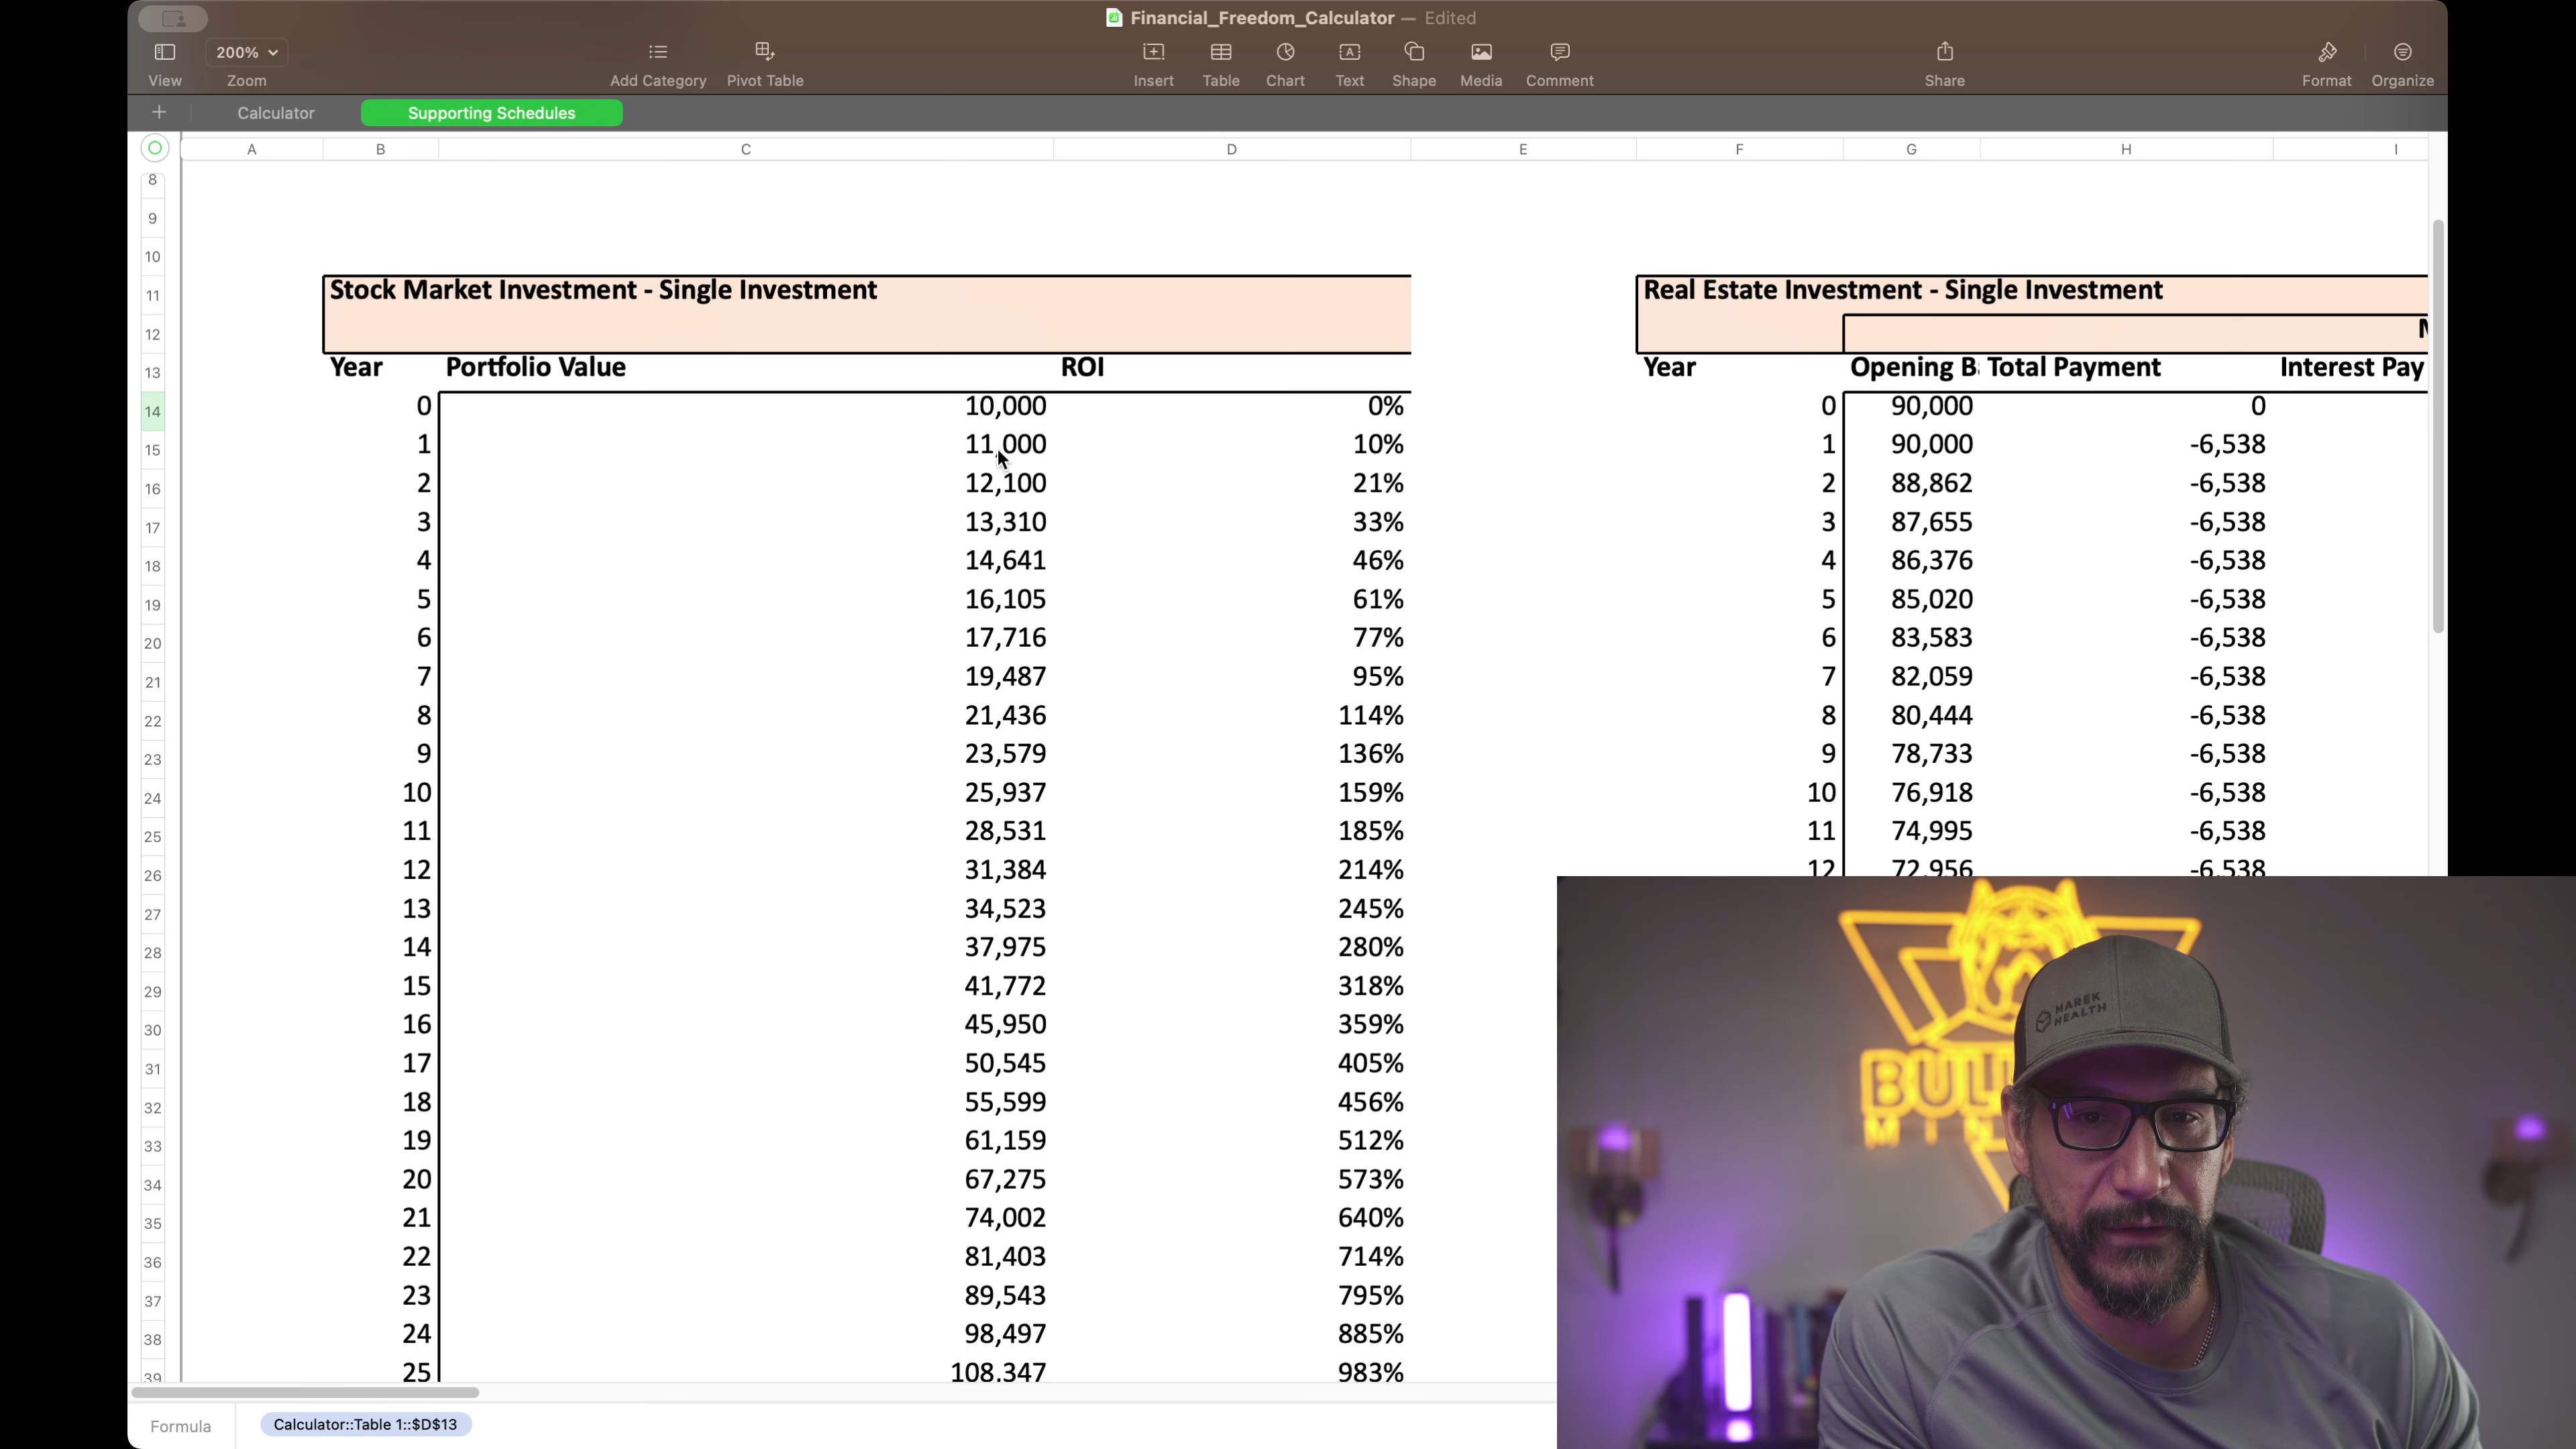 Financial_Freedom_Calculator — Edited
200%
View Zoom Add Category Pivot Table Insert Table Chart Text Shape Media Comment Share Format Organize
+ Calculator Supporting Schedules
A B C D E F G H I
8
9
10
11 Stock Market Investment - Single Investment Real Estate Investment - Single Investment
12
13 Year Portfolio Value ROI Year Opening B Total Payment Interest Pay
14 0 10,000 0% 0 90,000 0
15 1 11,000 10% 1 90,000 -6,538
16 2 12,100 21% 2 88,862 -6,538
17 3 13,310 33% 3 87,655 -6,538
18 4 14,641 46% 4 86,376 -6,538
19 5 16,105 61% 5 85,020 -6,538
20 6 17,716 77% 6 83,583 -6,538
21 7 19,487 95% 7 82,059 -6,538
22 8 21,436 114% 8 80,444 -6,538
23 9 23,579 136% 9 78,733 -6,538
24 10 25,937 159% 10 76,918 -6,538
25 11 28,531 185% 11 74,995 -6,538
26 12 31,384 214% 12 72,956 -6,538
27 13 34,523 245%
28 14 37,975 280%
29 15 41,772 318%
30 16 45,950 359%
31 17 50,545 405%
32 18 55,599 456%
33 19 61,159 512%
34 20 67,275 573%
35 21 74,002 640%
36 22 81,403 714%
37 23 89,543 795%
38 24 98,497 885%
39 25 108,347 983%
Formula Calculator::Table 1::$D$13
MAREK
HEALTH
BUL
MIN